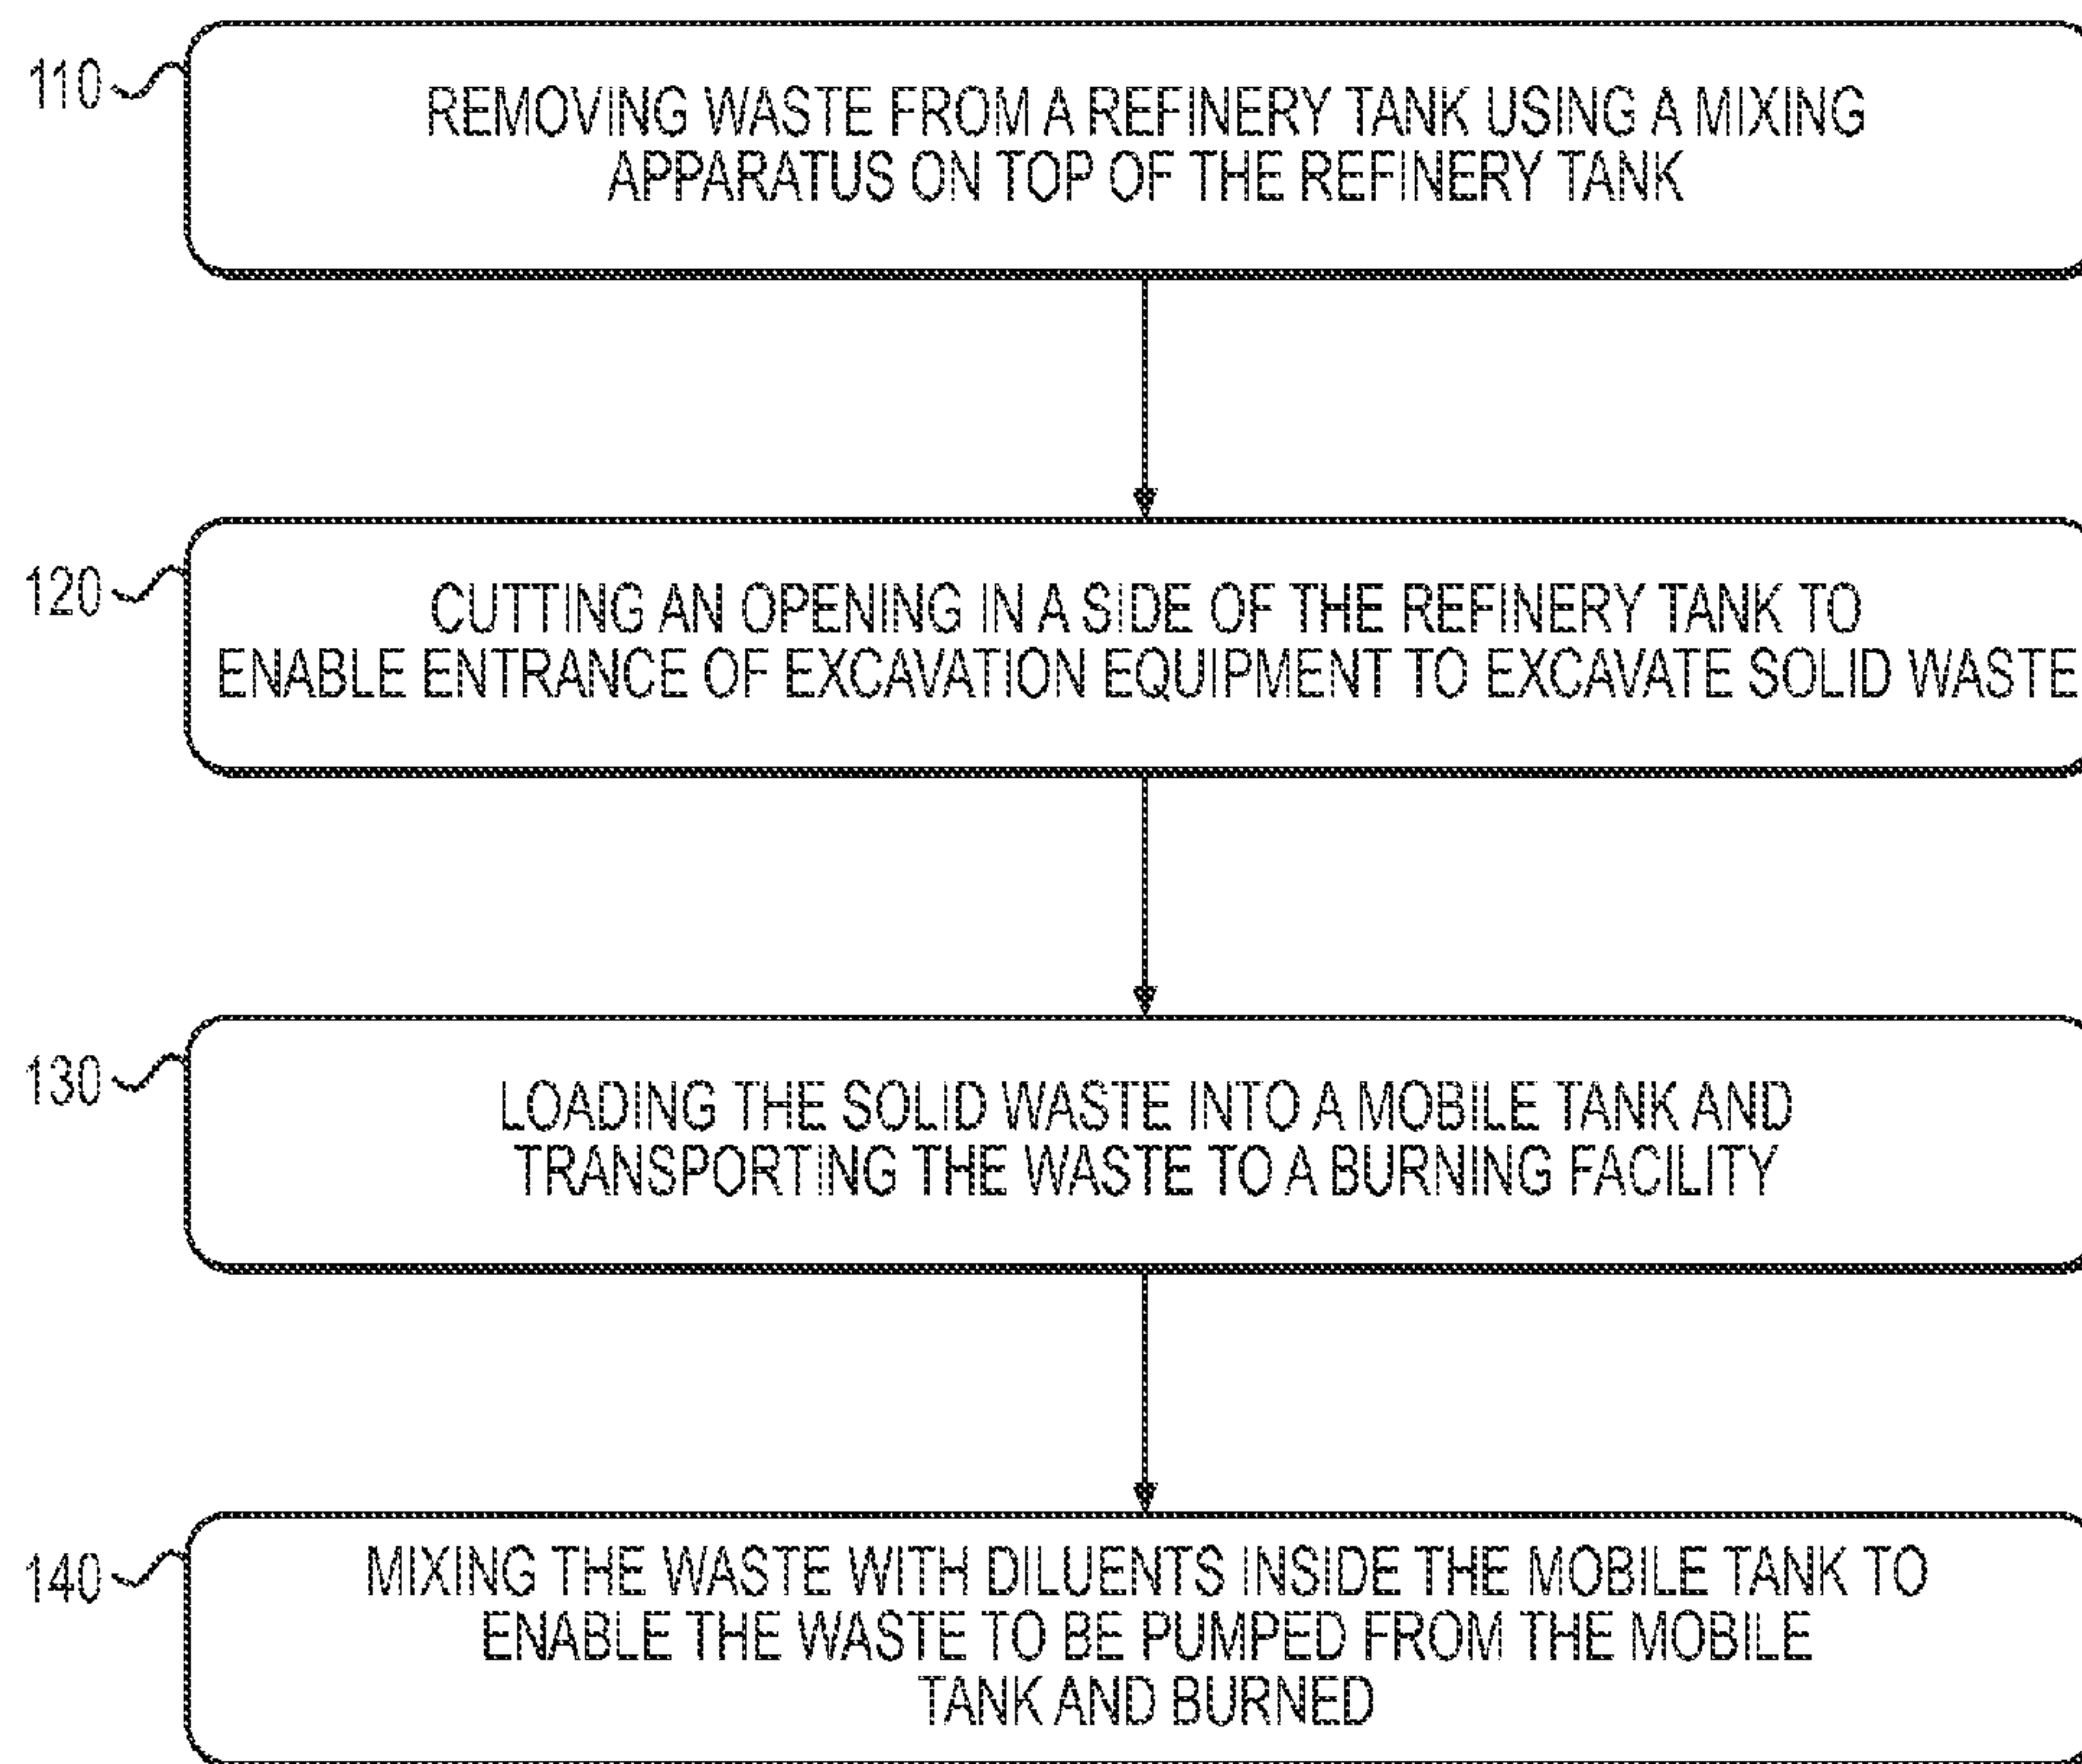 110
REMOVING WASTE FROM A REFINERY TANK USING A MIXING
APPARATUS ON TOP OF THE REFINERY TANK
120
CUTTING AN OPENING IN A SIDE OF THE REFINERY TANK TO
ENABLE ENTRANCE OF EXCAVATION EQUIPMENT TO EXCAVATE SOLID WASTE
130
LOADING THE SOLID WASTE INTO A MOBILE TANK AND
TRANSPORTING THE WASTE TO A BURNING FACILITY
140
MIXING THE WASTE WITH DILUENTS INSIDE THE MOBILE TANK TO
ENABLE THE WASTE TO BE PUMPED FROM THE MOBILE
TANK AND BURNED